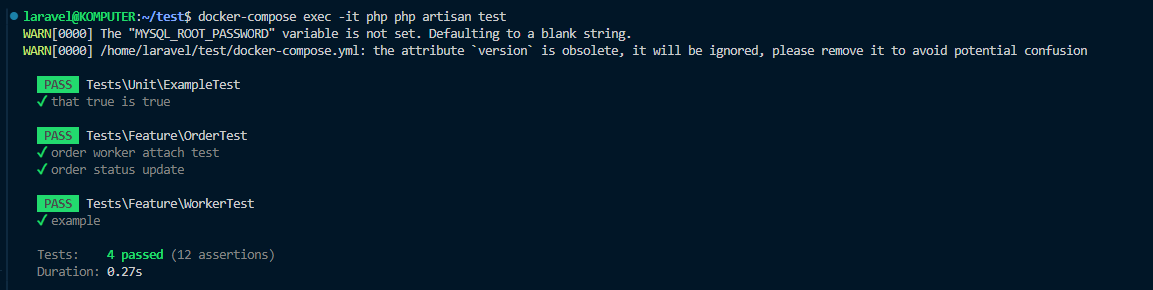 laravel@KOMPUTER:~/test$ docker-compose exec -it php php artisan test
WARN[0000] The "MYSQL_ROOT_PASSWORD" variable is not set. Defaulting to a blank string.
WARN[0000] /home/laravel/test/docker-compose.yml: the attribute `version` is obsolete, it will be ignored, please remove it to avoid potential confusion
PASS Tests\Unit\ExampleTest
✓ that true is true
PASS Tests\Feature\OrderTest
✓ order worker attach test
✓ order status update
PASS Tests\Feature\WorkerTest
✓ example
Tests: 4 passed (12 assertions)
Duration: 0.27s